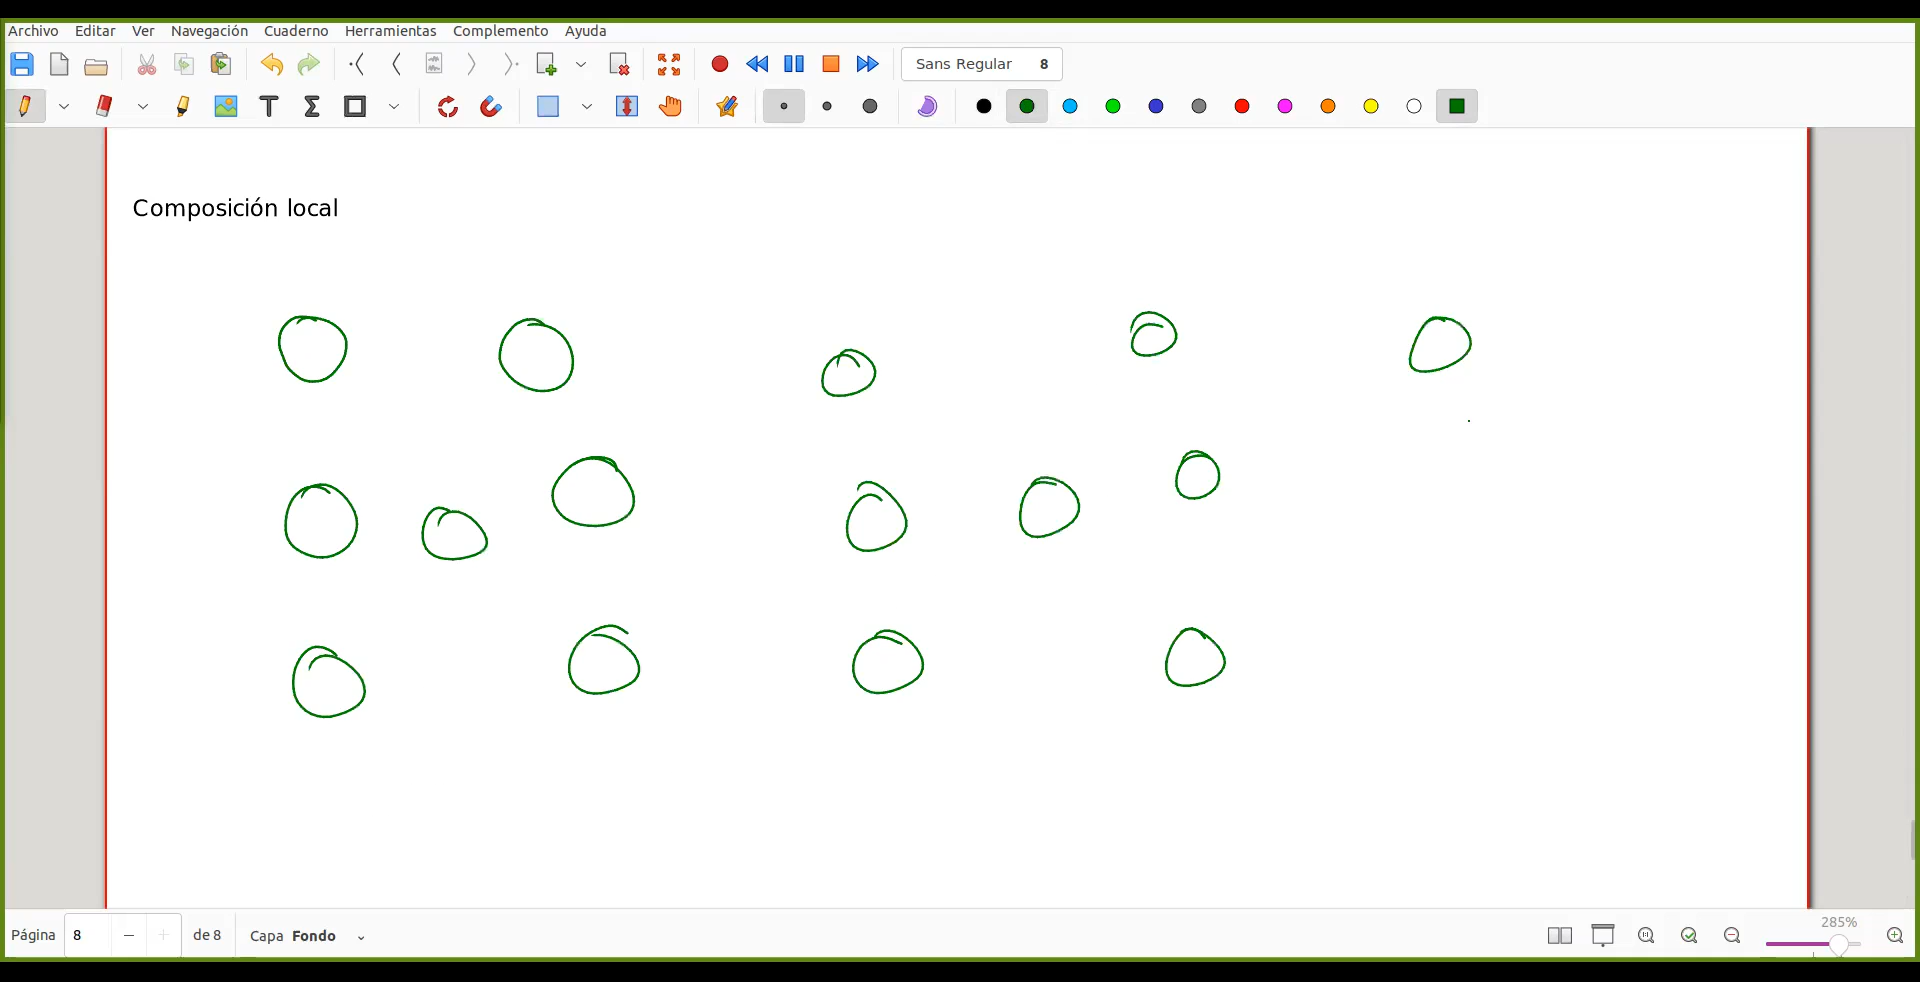 Archivo Editar Ver Navegación Cuaderno Herramientas Complemento Ayuda
Sans Regular 8
Composición local
285%
Página 8 de 8 Capa Fondo